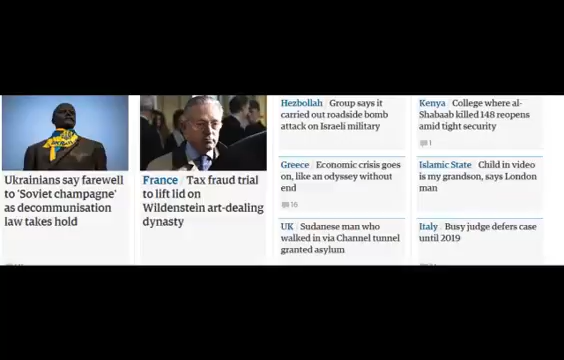 Ukrainians say farewell
to 'Soviet champagne'
as decommunisation
law takes hold
France Tax fraud trial
to lift lid on
Wildenstein art-dealing
dynasty
Hezbollah Group says it
carried out roadside bomb
attack on Israeli military
Greece Economic crisis goes
on, like an odyssey without
end
16
UK Sudanese man who
walked in via Channel tunnel
granted asylum
Kenya College where al-
Shabaab killed 148 reopens
amid tight security
1
Islamic State Child in video
is my grandson, says London
man
Italy Busy judge defers case
until 2019